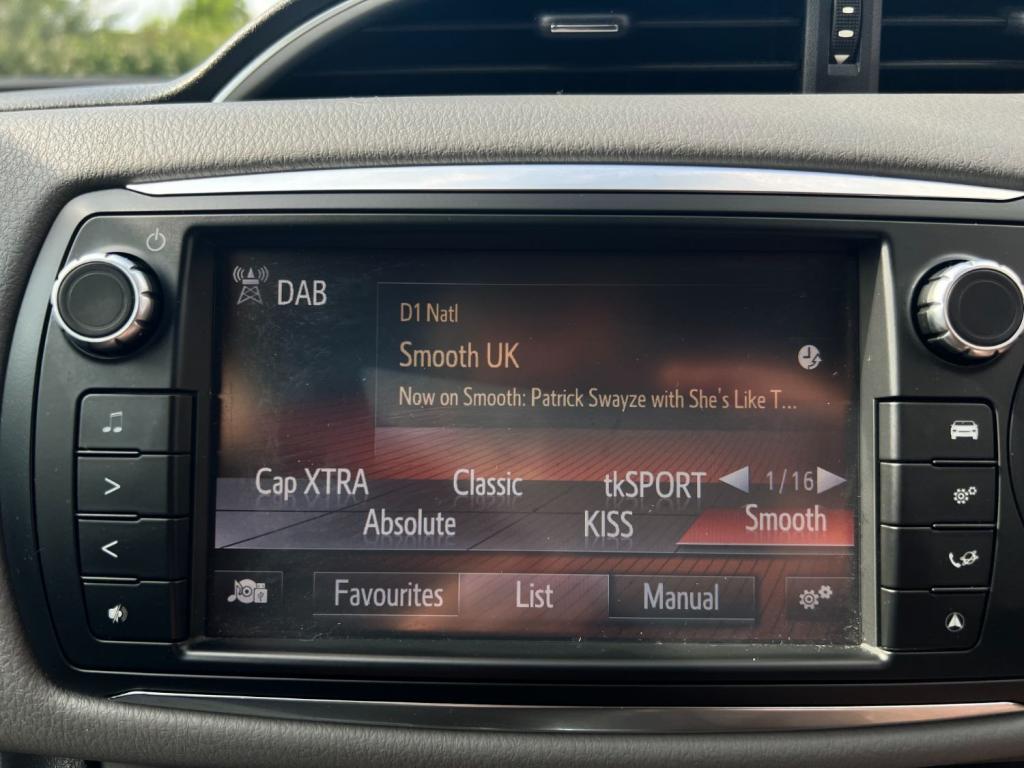 DAB
D1 Natl
Smooth UK
Now on Smooth: Patrick Swayze with She's Like T...
Cap XTRA Classic tkSPORT 1/16
Absolute KISS Smooth
Favourites List Manual